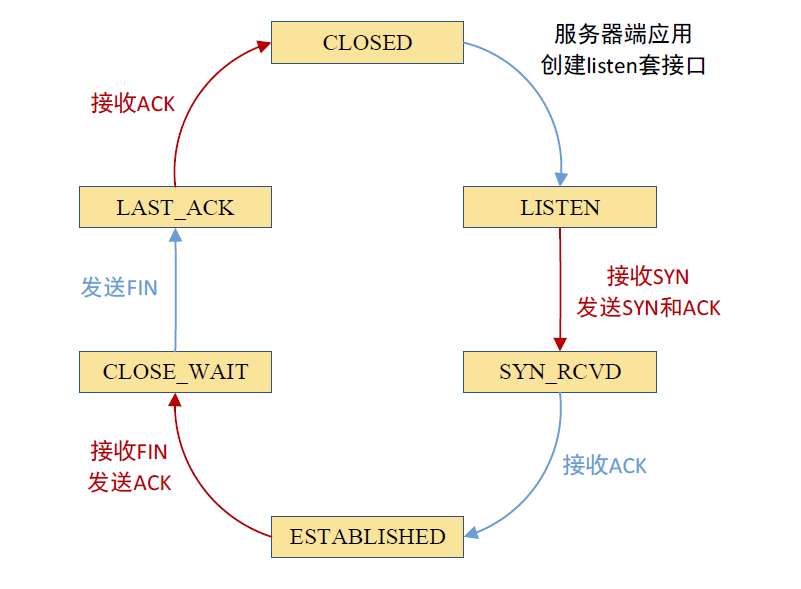 CLOSED
服务器端应用
创建listen套接口
接收ACK
LAST_ACK
LISTEN
发送FIN
接收SYN
发送SYN和ACK
CLOSE_WAIT
SYN_RCVD
接收FIN
发送ACK
接收ACK
ESTABLISHED